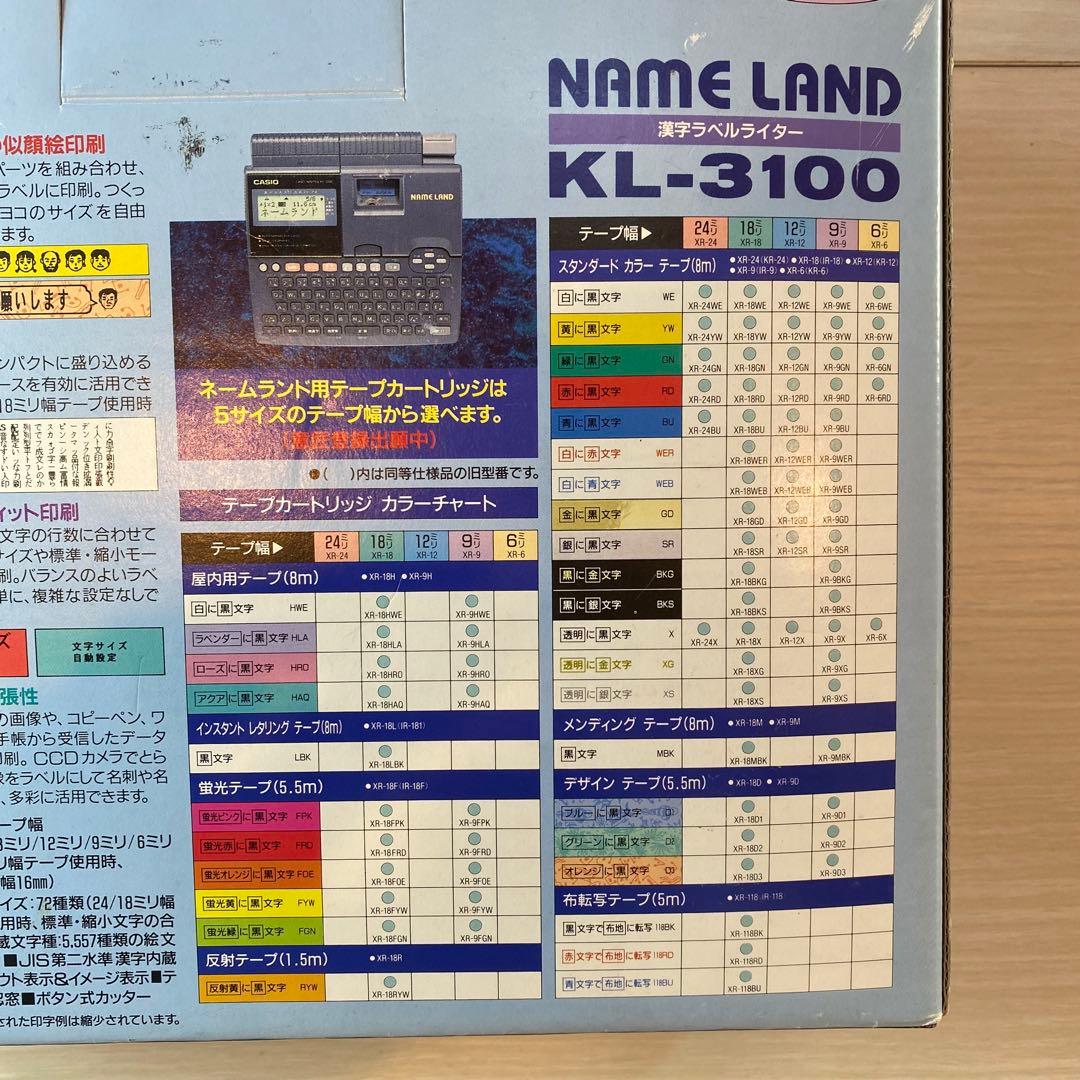 NAME LAND
漢字ラベルライター
KL-3100
似顔絵印刷
パーツを組み合わせ、
ラベルに印刷。つくっ
ヨコのサイズを自由
ます。
願いします
ンパクトに盛り込める
ースを有効に活用でき
18ミリ幅テープ使用時
ィット印刷
文字の行数に合わせて
サイズや標準・縮小モー
刷。バランスのよいラベ
単に、複雑な設定なしで
ズ
文字サイズ
自動設定
張性
の画像や、コピーペン、ワ
手帳から受信したデータ
印刷。CCDカメラでとら
象をラベルにして名刺や名
、多彩に活用できます。
ープ幅
8ミリ/12ミリ/9ミリ/6ミリ
リ幅テープ使用時、
幅16mm)
イズ:72種類(24/18ミリ幅
用時、標準・縮小文字の合
蔵文字種:5,557種類の絵文
■JIS第二水準漢字内蔵
ウト表示&イメージ表示■テ
認窓■ボタン式カッター
された印字例は縮少されています。
CASIO
NAME LAND
ネームランド
ネームランド用テープカートリッジは
5サイズのテープ幅から選べます。
(意匠登録出願中)
( )内は同等仕様品の旧型番です。
テープカートリッジ カラーチャート
テープ幅▶ 24ミリ XR-24 18ミリ XR-18 12ミリ XR-12 9ミリ XR-9 6ミリ XR-6
屋内用テープ(8m) ●XR-18H ●XR-9H
白に黒文字 HWE XR-18HWE XR-9HWE
ラベンダーに黒文字 HLA XR-18HLA XR-9HLA
ローズに黒文字 HRO XR-18HRO XR-9HRO
アクアに黒文字 HAQ XR-18HAQ XR-9HAQ
インスタント レタリング テープ(8m) ●XR-18L(IR-181)
黒文字 LBK XR-18LBK
蛍光テープ(5.5m) ●XR-18F(IR-18F)
蛍光ピンクに黒文字 FPK XR-18FPK XR-9FPK
蛍光赤に黒文字 FRD XR-18FRD XR-9FRD
蛍光オレンジに黒文字 FOE XR-18FOE XR-9FOE
蛍光黄に黒文字 FYW XR-18FYW XR-9FYW
蛍光緑に黒文字 FGN XR-18FGN XR-9FGN
反射テープ(1.5m) ●XR-18R
反射黄に黒文字 RYW XR-18RYW
テープ幅▶ 24ミリ XR-24 18ミリ XR-18 12ミリ XR-12 9ミリ XR-9 6ミリ XR-6
スタンダード カラー テープ(8m) ●XR-24(KR-24) ●XR-18(IR-18) ●XR-12(KR-12)
●XR-9(IR-9) ●XR-6(KR-6)
白に黒文字 WE XR-24WE XR-18WE XR-12WE XR-9WE XR-6WE
黄に黒文字 YW XR-24YW XR-18YW XR-12YW XR-9YW XR-6YW
緑に黒文字 GN XR-24GN XR-18GN XR-12GN XR-9GN XR-6GN
赤に黒文字 RD XR-24RD XR-18RD XR-12RD XR-9RD XR-6RD
青に黒文字 BU XR-24BU XR-18BU XR-12BU XR-9BU
白に赤文字 WER XR-18WER XR-12WER XR-9WER
白に青文字 WEB XR-18WEB XR-12WEB XR-9WEB
金に黒文字 GD XR-18GD XR-12GD XR-9GD
銀に黒文字 SR XR-18SR XR-12SR XR-9SR
黒に金文字 BKG XR-18BKG XR-9BKG
黒に銀文字 BKS XR-18BKS XR-9BKS
透明に黒文字 X XR-24X XR-18X XR-12X XR-9X XR-6X
透明に金文字 XG XR-18XG XR-9XG
透明に銀文字 XS XR-18XS XR-9XS
メンディング テープ(8m) ●XR-18M ●XR-9M
黒文字 MBK XR-18MBK XR-9MBK
デザイン テープ(5.5m) ●XR-18D ●XR-9D
ブルーに黒文字 D1 XR-18D1 XR-9D1
グリーンに黒文字 D2 XR-18D2 XR-9D2
オレンジに黒文字 D3 XR-18D3 XR-9D3
布転写テープ(5m) ●XR-118(IR-118)
黒文字で布地に転写 118BK XR-118BK
赤文字で布地に転写 118RD XR-118RD
青文字で布地に転写 118BU XR-118BU